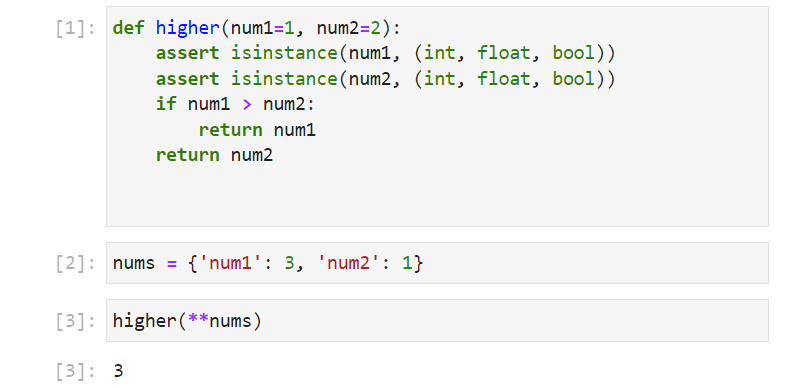 [1]: def higher(num1=1, num2=2):
    assert isinstance(num1, (int, float, bool))
    assert isinstance(num2, (int, float, bool))
    if num1 > num2:
        return num1
    return num2
[2]: nums = {'num1': 3, 'num2': 1}
[3]: higher(**nums)
[3]: 3